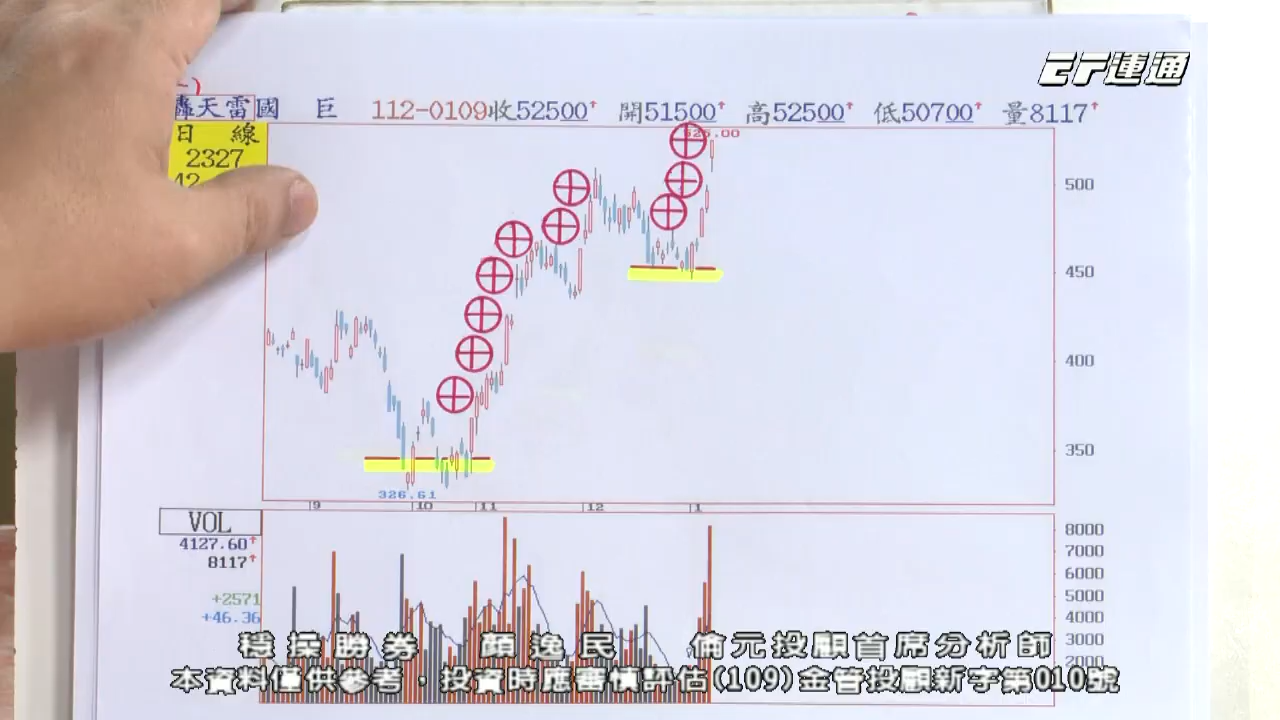 運通
轟天雷國 巨 112-0109收52500↑ 開51500↑ 高52500↑ 低50700↑ 量8117↑
日 線
2327
42
525.00
500
450
400
350
326.61
9 10 11 12 1
VOL
4127.60↑
8117↑
+2571
+46.36
8000
7000
6000
5000
4000
3000
2000
穩操勝券 顏逸民 倫元投顧首席分析師
本資料僅供參考，投資時應審慎評估(109)金管投顧新字第010號